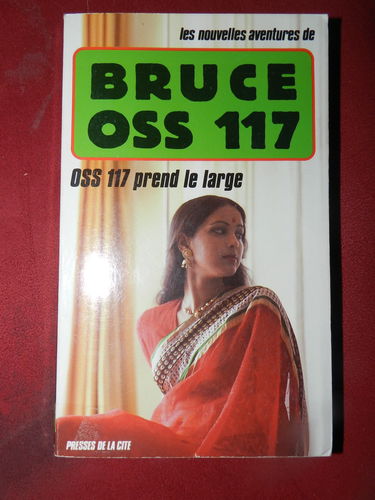 les nouvelles aventures de
BRUCE
OSS 117
OSS 117 prend le large
PRESSES DE LA CITE